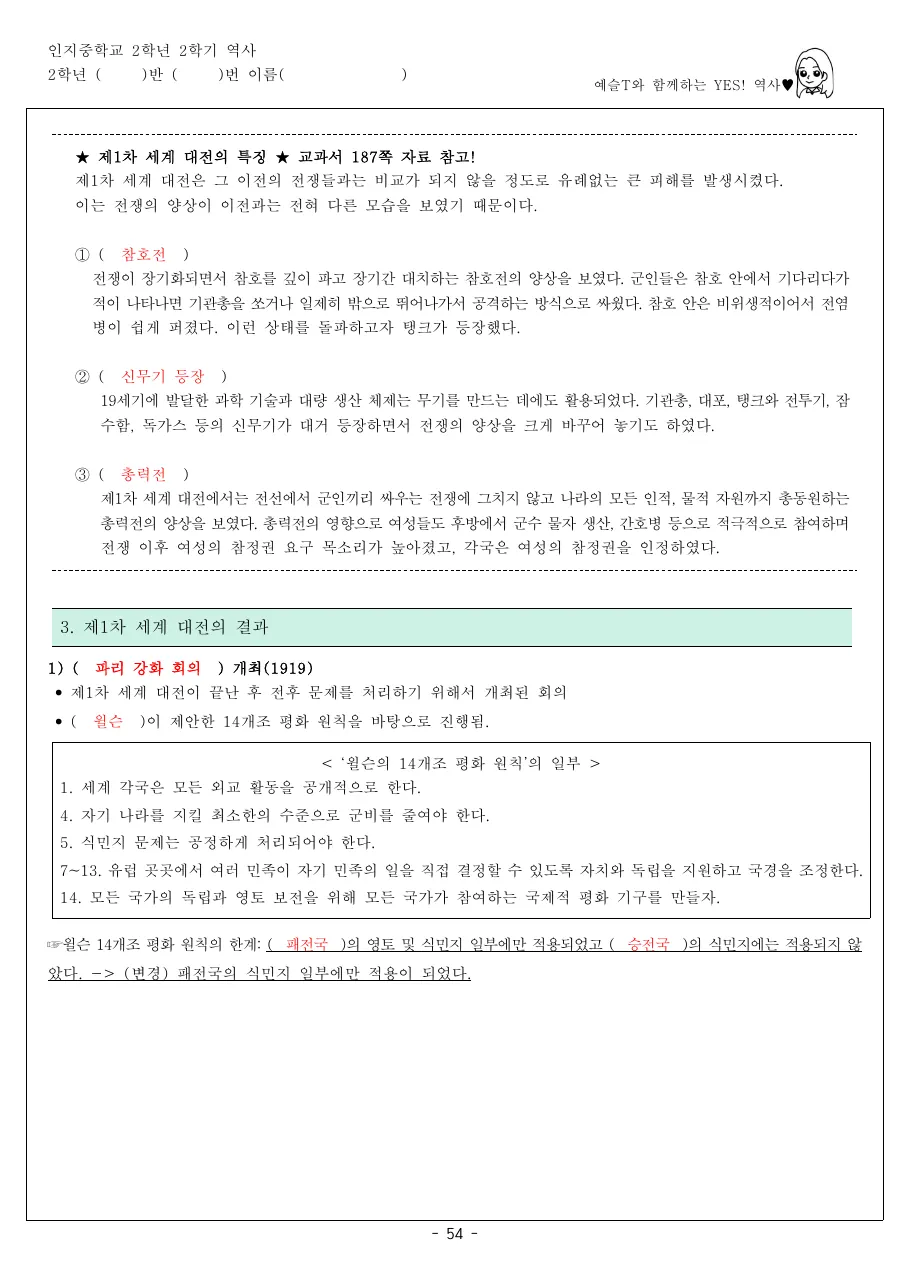 인지중학교 2학년 2학기 역사
2학년 (     )반 (     )번 이름(               )
예슬T와 함께하는 YES! 역사♥
★ 제1차 세계 대전의 특징 ★ 교과서 187쪽 자료 참고!
제1차 세계 대전은 그 이전의 전쟁들과는 비교가 되지 않을 정도로 유례없는 큰 피해를 발생시켰다.
이는 전쟁의 양상이 이전과는 전혀 다른 모습을 보였기 때문이다.
① (  참호전  )
전쟁이 장기화되면서 참호를 깊이 파고 장기간 대치하는 참호전의 양상을 보였다. 군인들은 참호 안에서 기다리다가
적이 나타나면 기관총을 쏘거나 일제히 밖으로 뛰어나가서 공격하는 방식으로 싸웠다. 참호 안은 비위생적이어서 전염
병이 쉽게 퍼졌다. 이런 상태를 돌파하고자 탱크가 등장했다.
② (  신무기 등장  )
19세기에 발달한 과학 기술과 대량 생산 체제는 무기를 만드는 데에도 활용되었다. 기관총, 대포, 탱크와 전투기, 잠
수함, 독가스 등의 신무기가 대거 등장하면서 전쟁의 양상을 크게 바꾸어 놓기도 하였다.
③ (  총력전  )
제1차 세계 대전에서는 전선에서 군인끼리 싸우는 전쟁에 그치지 않고 나라의 모든 인적, 물적 자원까지 총동원하는
총력전의 양상을 보였다. 총력전의 영향으로 여성들도 후방에서 군수 물자 생산, 간호병 등으로 적극적으로 참여하며
전쟁 이후 여성의 참정권 요구 목소리가 높아졌고, 각국은 여성의 참정권을 인정하였다.
3. 제1차 세계 대전의 결과
1) (  파리 강화 회의  ) 개최(1919)
• 제1차 세계 대전이 끝난 후 전후 문제를 처리하기 위해서 개최된 회의
• (  윌슨  )이 제안한 14개조 평화 원칙을 바탕으로 진행됨.
< ‘윌슨의 14개조 평화 원칙’의 일부 >
1. 세계 각국은 모든 외교 활동을 공개적으로 한다.
4. 자기 나라를 지킬 최소한의 수준으로 군비를 줄여야 한다.
5. 식민지 문제는 공정하게 처리되어야 한다.
7~13. 유럽 곳곳에서 여러 민족이 자기 민족의 일을 직접 결정할 수 있도록 자치와 독립을 지원하고 국경을 조정한다.
14. 모든 국가의 독립과 영토 보전을 위해 모든 국가가 참여하는 국제적 평화 기구를 만들자.
☞윌슨 14개조 평화 원칙의 한계: (  패전국  )의 영토 및 식민지 일부에만 적용되었고 (  승전국  )의 식민지에는 적용되지 않
았다. -> (변경) 패전국의 식민지 일부에만 적용이 되었다.
- 54 -